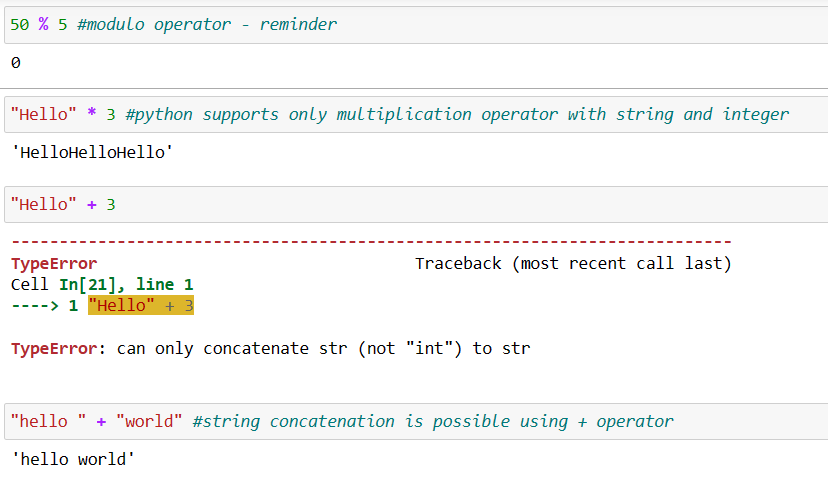 50 % 5 #modulo operator - reminder
0
"Hello" * 3 #python supports only multiplication operator with string and integer
'HelloHelloHello'
"Hello" + 3
---------------------------------------------------------------------------
TypeError                                 Traceback (most recent call last)
Cell In[21], line 1
----> 1 "Hello" + 3
TypeError: can only concatenate str (not "int") to str
"hello " + "world" #string concatenation is possible using + operator
'hello world'